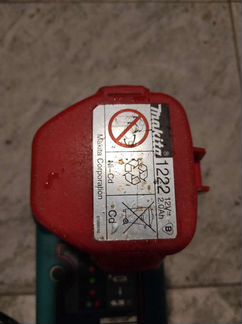 Makita®
1222 12V⎓ 2.0Ah B
Ni-Cd
Cd
Makita Corporation